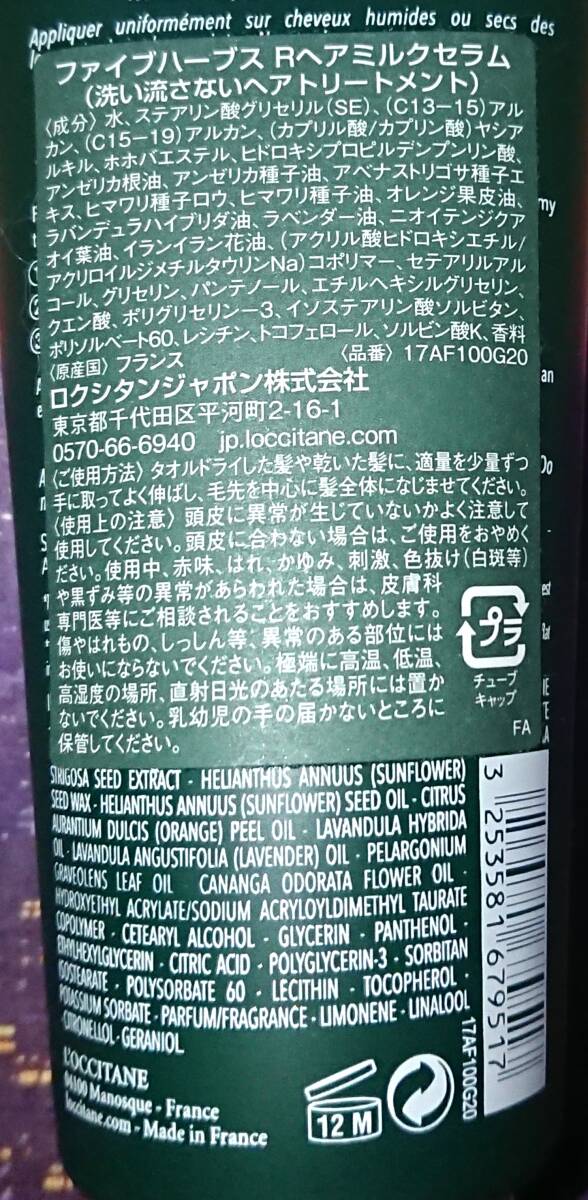 Appliquer uniformément sur cheveux humides ou secs des
ファイブハーブス Rヘアミルクセラム
(洗い流さないヘアトリートメント)
〈成分〉水、ステアリン酸グリセリル(SE)、(C13-15)アル
カン、(C15-19)アルカン、(カプリル酸/カプリン酸)ヤシア
ルキル、ホホバエステル、ヒドロキシプロピルデンプンリン酸、
アンゼリカ根油、アンゼリカ種子油、アベナストリゴサ種子エ
キス、ヒマワリ種子ロウ、ヒマワリ種子油、オレンジ果皮油、
ラバンデュラハイブリダ油、ラベンダー油、ニオイテンジクア
オイ葉油、イランイラン花油、(アクリル酸ヒドロキシエチル/
アクリロイルジメチルタウリンNa)コポリマー、セテアリルアル
コール、グリセリン、パンテノール、エチルヘキシルグリセリン、
クエン酸、ポリグリセリン-3、イソステアリン酸ソルビタン、
ポリソルベート60、レシチン、トコフェロール、ソルビン酸K、香料
〈原産国〉フランス 〈品番〉17AF100G20
ロクシタンジャポン株式会社
東京都千代田区平河町2-16-1
0570-66-6940 jp.loccitane.com
〈ご使用方法〉タオルドライした髪や乾いた髪に、適量を少量ずつ
手に取ってよく伸ばし、毛先を中心に髪全体になじませてください。
〈使用上の注意〉頭皮に異常が生じていないかよく注意して
使用してください。頭皮に合わない場合は、ご使用をおやめく
ださい。使用中、赤味、はれ、かゆみ、刺激、色抜け(白斑等)
や黒ずみ等の異常があらわれた場合は、皮膚科
専門医等にご相談されることをおすすめします。
傷やはれもの、しっしん等、異常のある部位には
お使いにならないでください。極端に高温、低温、
高湿度の場所、直射日光のあたる場所には置か
ないでください。乳幼児の手の届かないところに
保管してください。
プラ
チューブ
キャップ
FA
STRIGOSA SEED EXTRACT · HELIANTHUS ANNUUS (SUNFLOWER)
SEED WAX · HELIANTHUS ANNUUS (SUNFLOWER) SEED OIL · CITRUS
AURANTIUM DULCIS (ORANGE) PEEL OIL · LAVANDULA HYBRIDA
OIL · LAVANDULA ANGUSTIFOLIA (LAVENDER) OIL · PELARGONIUM
GRAVEOLENS LEAF OIL · CANANGA ODORATA FLOWER OIL ·
HYDROXYETHYL ACRYLATE/SODIUM ACRYLOYLDIMETHYL TAURATE
COPOLYMER · CETEARYL ALCOHOL · GLYCERIN · PANTHENOL ·
ETHYLHEXYLGLYCERIN · CITRIC ACID · POLYGLYCERIN-3 · SORBITAN
ISOSTEARATE · POLYSORBATE 60 · LECITHIN · TOCOPHEROL ·
POTASSIUM SORBATE · PARFUM/FRAGRANCE · LIMONENE · LINALOOL
· CITRONELLOL · GERANIOL
3 253581 679517
17AF100G20
L'OCCITANE
04100 Manosque - France
loccitane.com - Made in France
12 M